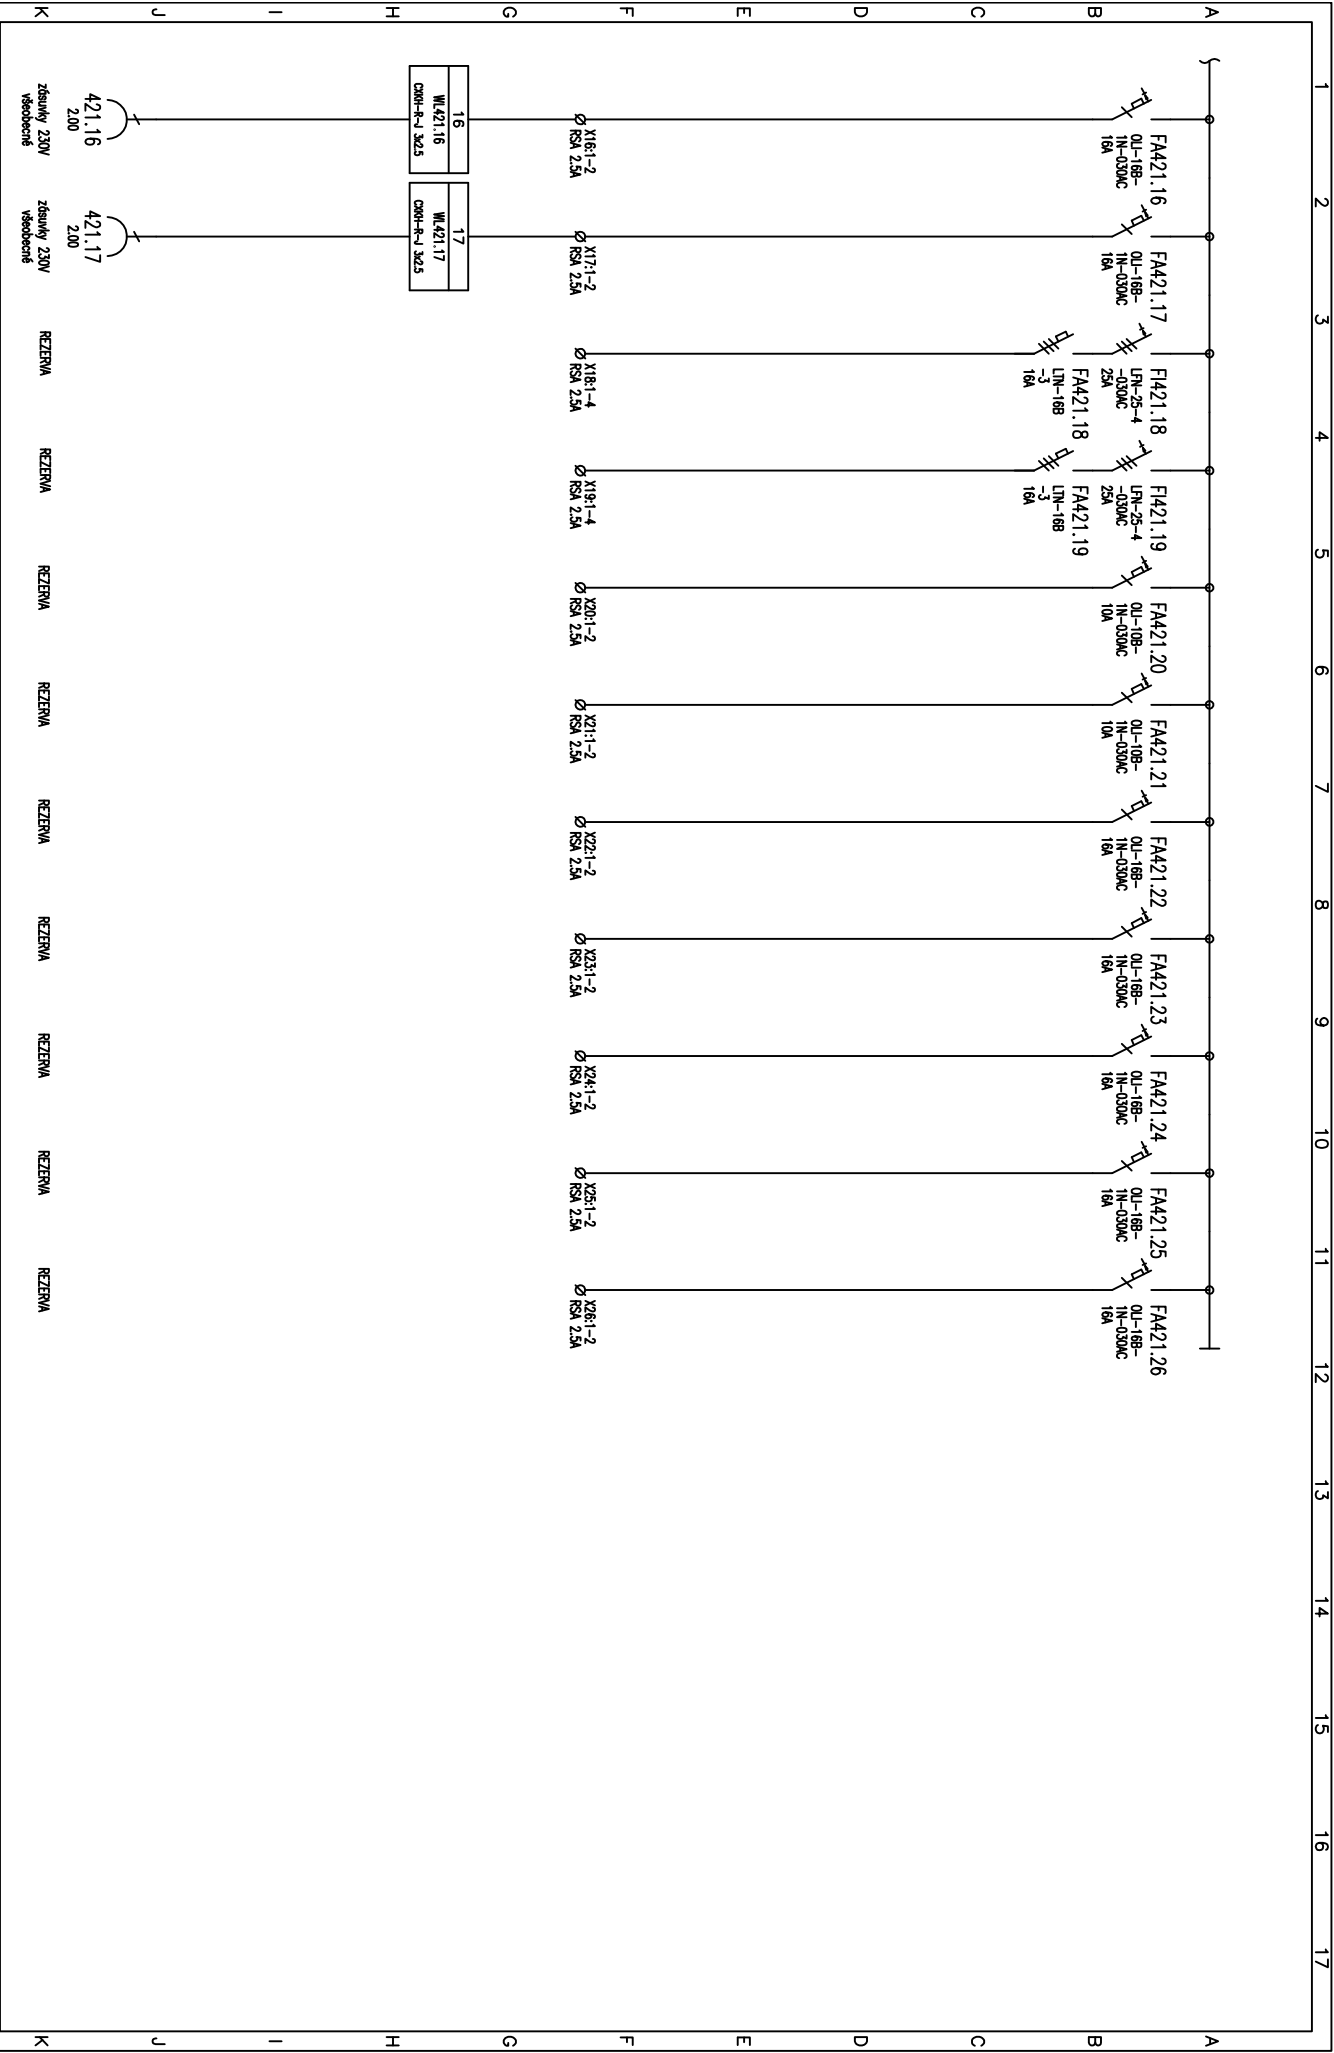 1
2
3
4
5
6
7
8
9
10
11
12
13
14
15
16
17
A
B
C
D
E
F
G
H
I
J
K
A
B
C
D
E
F
G
H
I
J
K
FA421.16
OLI-16B-
1N-030AC
16A
FA421.17
OLI-16B-
1N-030AC
16A
FI421.18
LFN-25-4
-030AC
25A
FI421.19
LFN-25-4
-030AC
25A
FA421.20
OLI-10B-
1N-030AC
10A
FA421.21
OLI-10B-
1N-030AC
10A
FA421.22
OLI-16B-
1N-030AC
16A
FA421.23
OLI-16B-
1N-030AC
16A
FA421.24
OLI-16B-
1N-030AC
16A
FA421.25
OLI-16B-
1N-030AC
16A
FA421.26
OLI-16B-
1N-030AC
16A
FA421.18
LTN-16B
-3
16A
FA421.19
LTN-16B
-3
16A
X16:1-2
RSA 2.5A
X17:1-2
RSA 2.5A
X18:1-4
RSA 2.5A
X19:1-4
RSA 2.5A
X20:1-2
RSA 2.5A
X21:1-2
RSA 2.5A
X22:1-2
RSA 2.5A
X23:1-2
RSA 2.5A
X24:1-2
RSA 2.5A
X25:1-2
RSA 2.5A
X26:1-2
RSA 2.5A
16
WL421.16
CXKH-R-J 3x2.5
17
WL421.17
CXKH-R-J 3x2.5
421.16
2.00
zásuvky 230V
všeobecné
421.17
2.00
zásuvky 230V
všeobecné
REZERVA
REZERVA
REZERVA
REZERVA
REZERVA
REZERVA
REZERVA
REZERVA
REZERVA